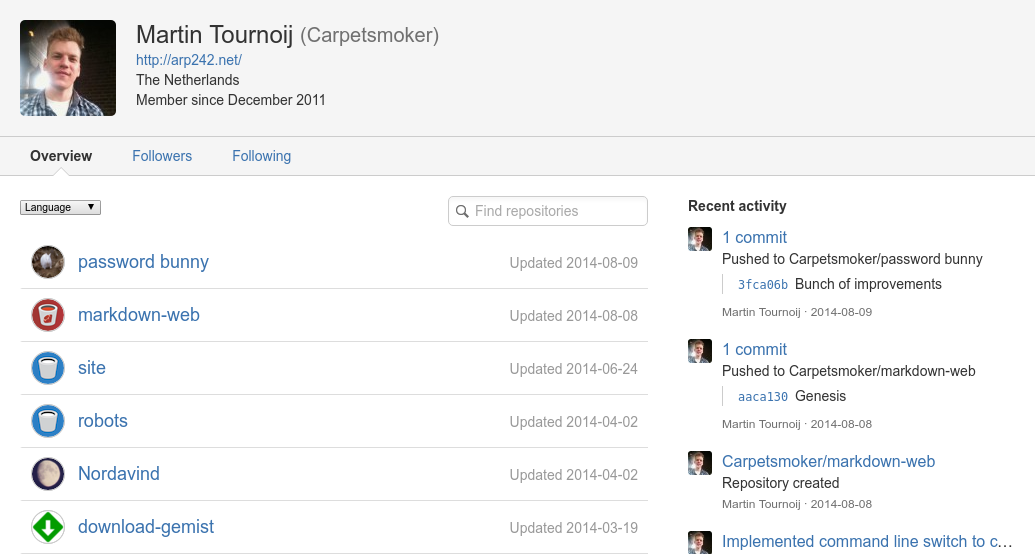 Martin Tournoij (Carpetsmoker)
http://arp242.net/
The Netherlands
Member since December 2011
Overview Followers Following
Language
Find repositories
password bunny Updated 2014-08-09
markdown-web Updated 2014-08-08
site Updated 2014-06-24
robots Updated 2014-04-02
Nordavind Updated 2014-04-02
download-gemist Updated 2014-03-19
Recent activity
1 commit
Pushed to Carpetsmoker/password bunny
3fca06b Bunch of improvements
Martin Tournoij · 2014-08-09
1 commit
Pushed to Carpetsmoker/markdown-web
aaca130 Genesis
Martin Tournoij · 2014-08-08
Carpetsmoker/markdown-web
Repository created
Martin Tournoij · 2014-08-08
Implemented command line switch to c...